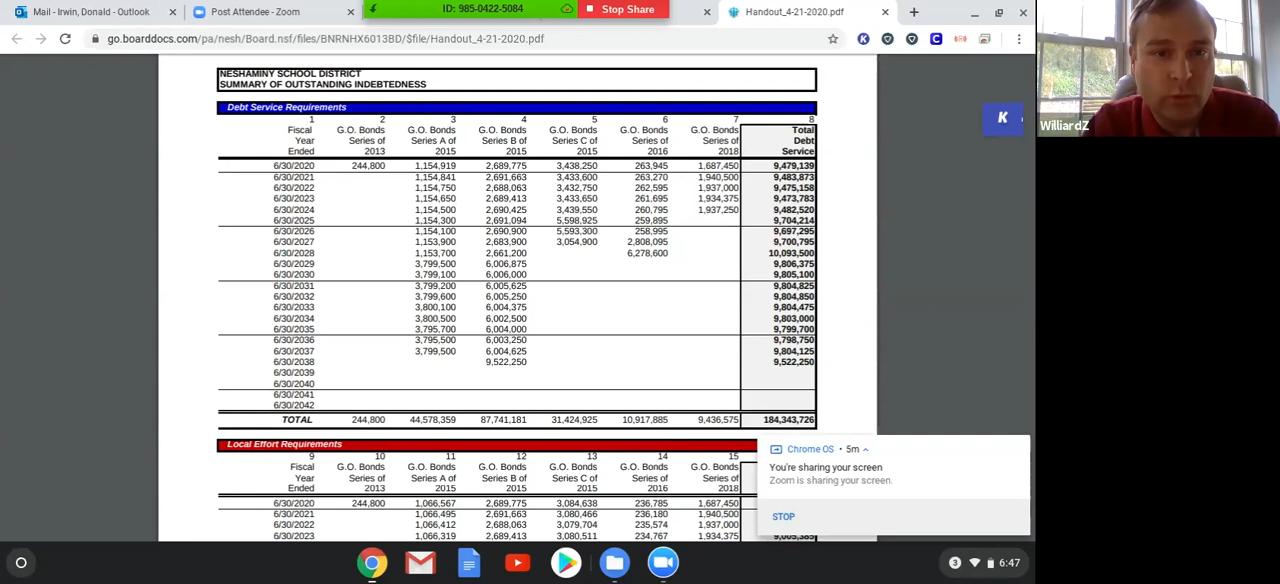 Mail - Irwin, Donald - Outlook
Post Attendee - Zoom
ID: 985-0422-5084
Stop Share
Handout_4-21-2020.pdf
go.boarddocs.com/pa/nesh/Board.nsf/files/BNRNHX6013BD/$file/Handout_4-21-2020.pdf
NESHAMINY SCHOOL DISTRICT
SUMMARY OF OUTSTANDING INDEBTEDNESS
Debt Service Requirements
1 2 3 4 5 6 7 8
Fiscal G.O. Bonds G.O. Bonds G.O. Bonds G.O. Bonds G.O. Bonds G.O. Bonds Total
Year Series of Series A of Series B of Series C of Series of Series of Debt
Ended 2013 2015 2015 2015 2016 2018 Service
6/30/2020 244,800 1,154,919 2,689,775 3,438,250 263,945 1,687,450 9,479,139
6/30/2021 1,154,841 2,691,663 3,433,600 263,270 1,940,500 9,483,873
6/30/2022 1,154,750 2,688,063 3,432,750 262,595 1,937,000 9,475,158
6/30/2023 1,154,650 2,689,413 3,433,650 261,695 1,934,375 9,473,783
6/30/2024 1,154,500 2,690,425 3,439,550 260,795 1,937,250 9,482,520
6/30/2025 1,154,300 2,691,094 5,598,925 259,895 9,704,214
6/30/2026 1,154,100 2,690,900 5,593,300 258,995 9,697,295
6/30/2027 1,153,900 2,683,900 3,054,900 2,808,095 9,700,795
6/30/2028 1,153,700 2,661,200 6,278,600 10,093,500
6/30/2029 3,799,500 6,006,875 9,806,375
6/30/2030 3,799,100 6,006,000 9,805,100
6/30/2031 3,799,200 6,005,625 9,804,825
6/30/2032 3,799,600 6,005,250 9,804,850
6/30/2033 3,800,100 6,004,375 9,804,475
6/30/2034 3,800,500 6,002,500 9,803,000
6/30/2035 3,795,700 6,004,000 9,799,700
6/30/2036 3,795,500 6,003,250 9,798,750
6/30/2037 3,799,500 6,004,625 9,804,125
6/30/2038 9,522,250 9,522,250
6/30/2039
6/30/2040
6/30/2041
6/30/2042
TOTAL 244,800 44,578,359 87,741,181 31,424,925 10,917,885 9,436,575 184,343,726
Local Effort Requirements
9 10 11 12 13 14 15
Fiscal G.O. Bonds G.O. Bonds G.O. Bonds G.O. Bonds G.O. Bonds G.O. Bonds
Year Series of Series A of Series B of Series C of Series of Series of
Ended 2013 2015 2015 2015 2016 2018
6/30/2020 244,800 1,066,567 2,689,775 3,084,638 236,785 1,687,450
6/30/2021 1,066,495 2,691,663 3,080,466 236,180 1,940,500
6/30/2022 1,066,412 2,688,063 3,079,704 235,574 1,937,000
6/30/2023 1,066,319 2,689,413 3,080,511 234,767 1,934,375 9,005,385
Chrome OS • 5m
You're sharing your screen
Zoom is sharing your screen.
STOP
K
WilliardZ
3 6:47